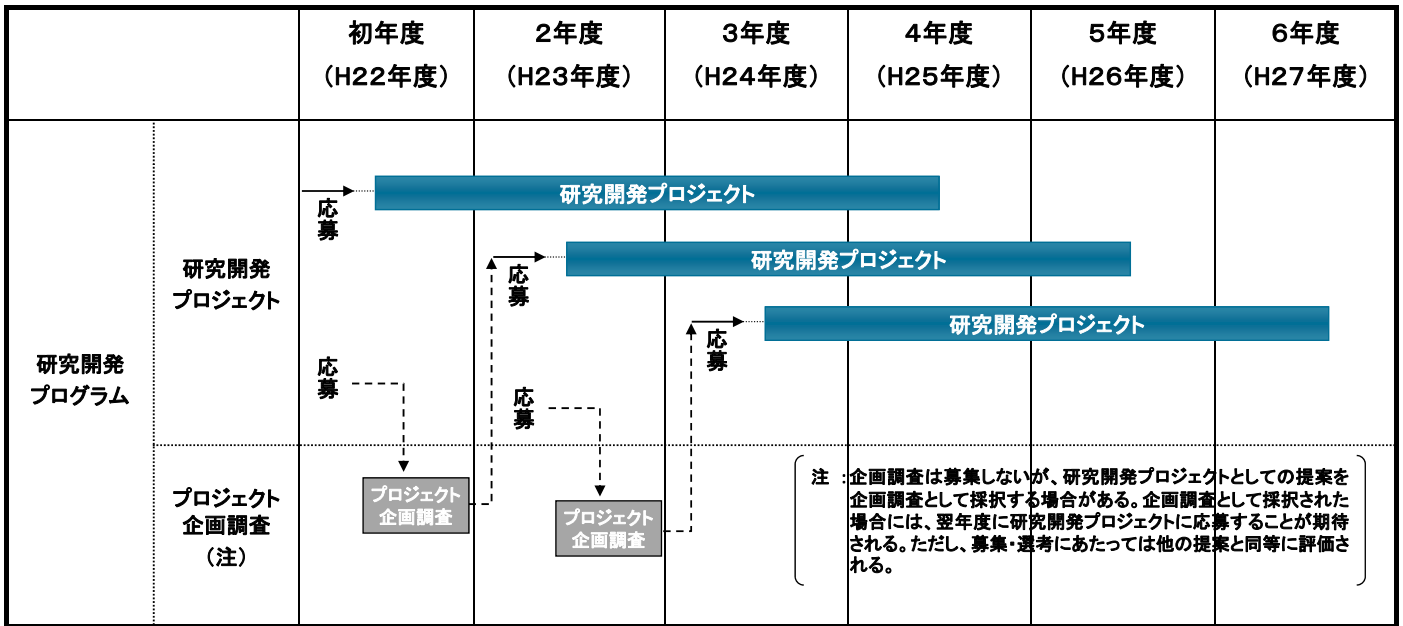 初年度
（H22年度）
2年度
（H23年度）
3年度
（H24年度）
4年度
（H25年度）
5年度
（H26年度）
6年度
（H27年度）
研究開発
プログラム
研究開発
プロジェクト
応募
研究開発プロジェクト
応募
研究開発プロジェクト
応募
研究開発プロジェクト
応募
応募
プロジェクト
企画調査
（注）
プロジェクト
企画調査
プロジェクト
企画調査
注 ：企画調査は募集しないが、研究開発プロジェクトとしての提案を
企画調査として採択する場合がある。企画調査として採択された
場合には、翌年度に研究開発プロジェクトに応募することが期待
される。ただし、募集・選考にあたっては他の提案と同等に評価さ
れる。